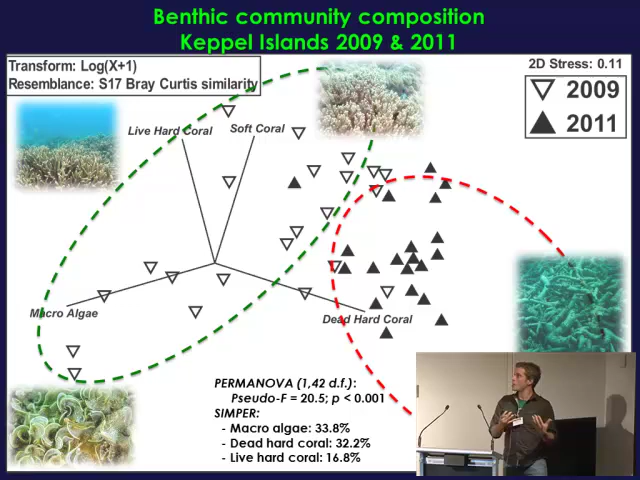 Benthic community composition
Keppel Islands 2009 & 2011
Transform: Log(X+1)
Resemblance: S17 Bray Curtis similarity
2D Stress: 0.11
2009
2011
Live Hard Coral
Soft Coral
Macro Algae
Dead Hard Coral
PERMANOVA (1,42 d.f.):
Pseudo-F = 20.5; p < 0.001
SIMPER:
- Macro algae: 33.8%
- Dead hard coral: 32.2%
- Live hard coral: 16.8%